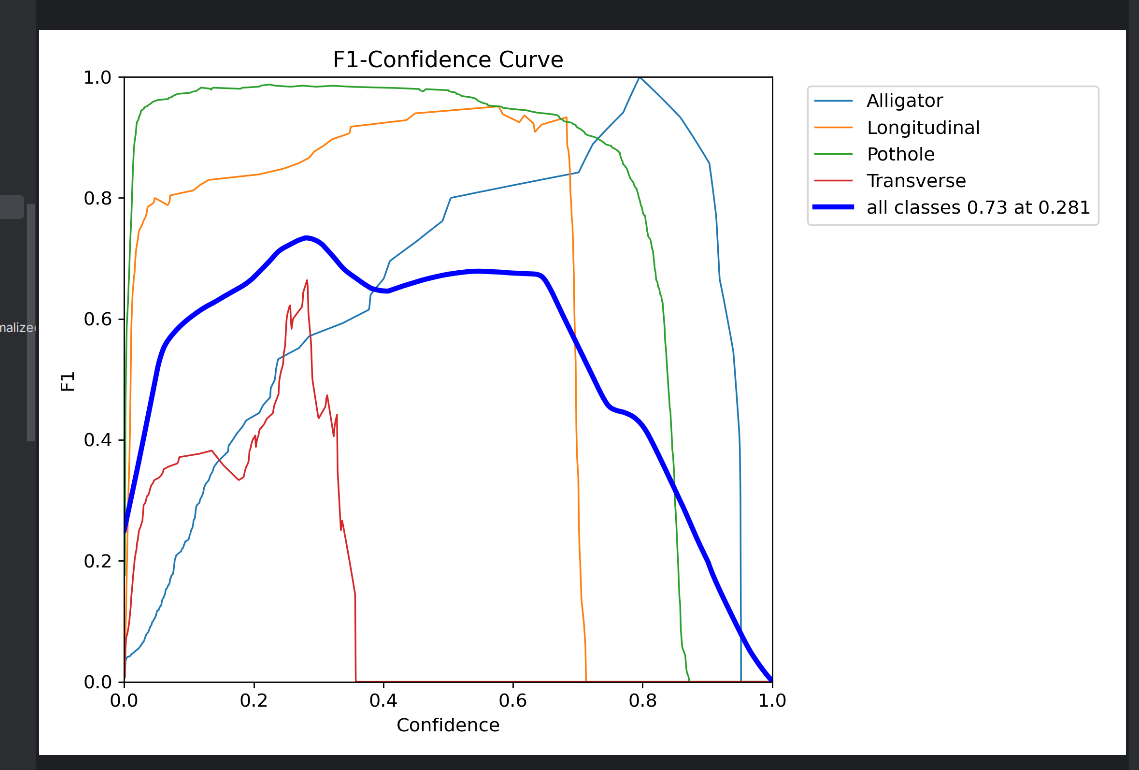 F1-Confidence Curve
1.0
0.8
0.6
0.4
0.2
0.0
F1
0.0 0.2 0.4 0.6 0.8 1.0
Confidence
Alligator
Longitudinal
Pothole
Transverse
all classes 0.73 at 0.281